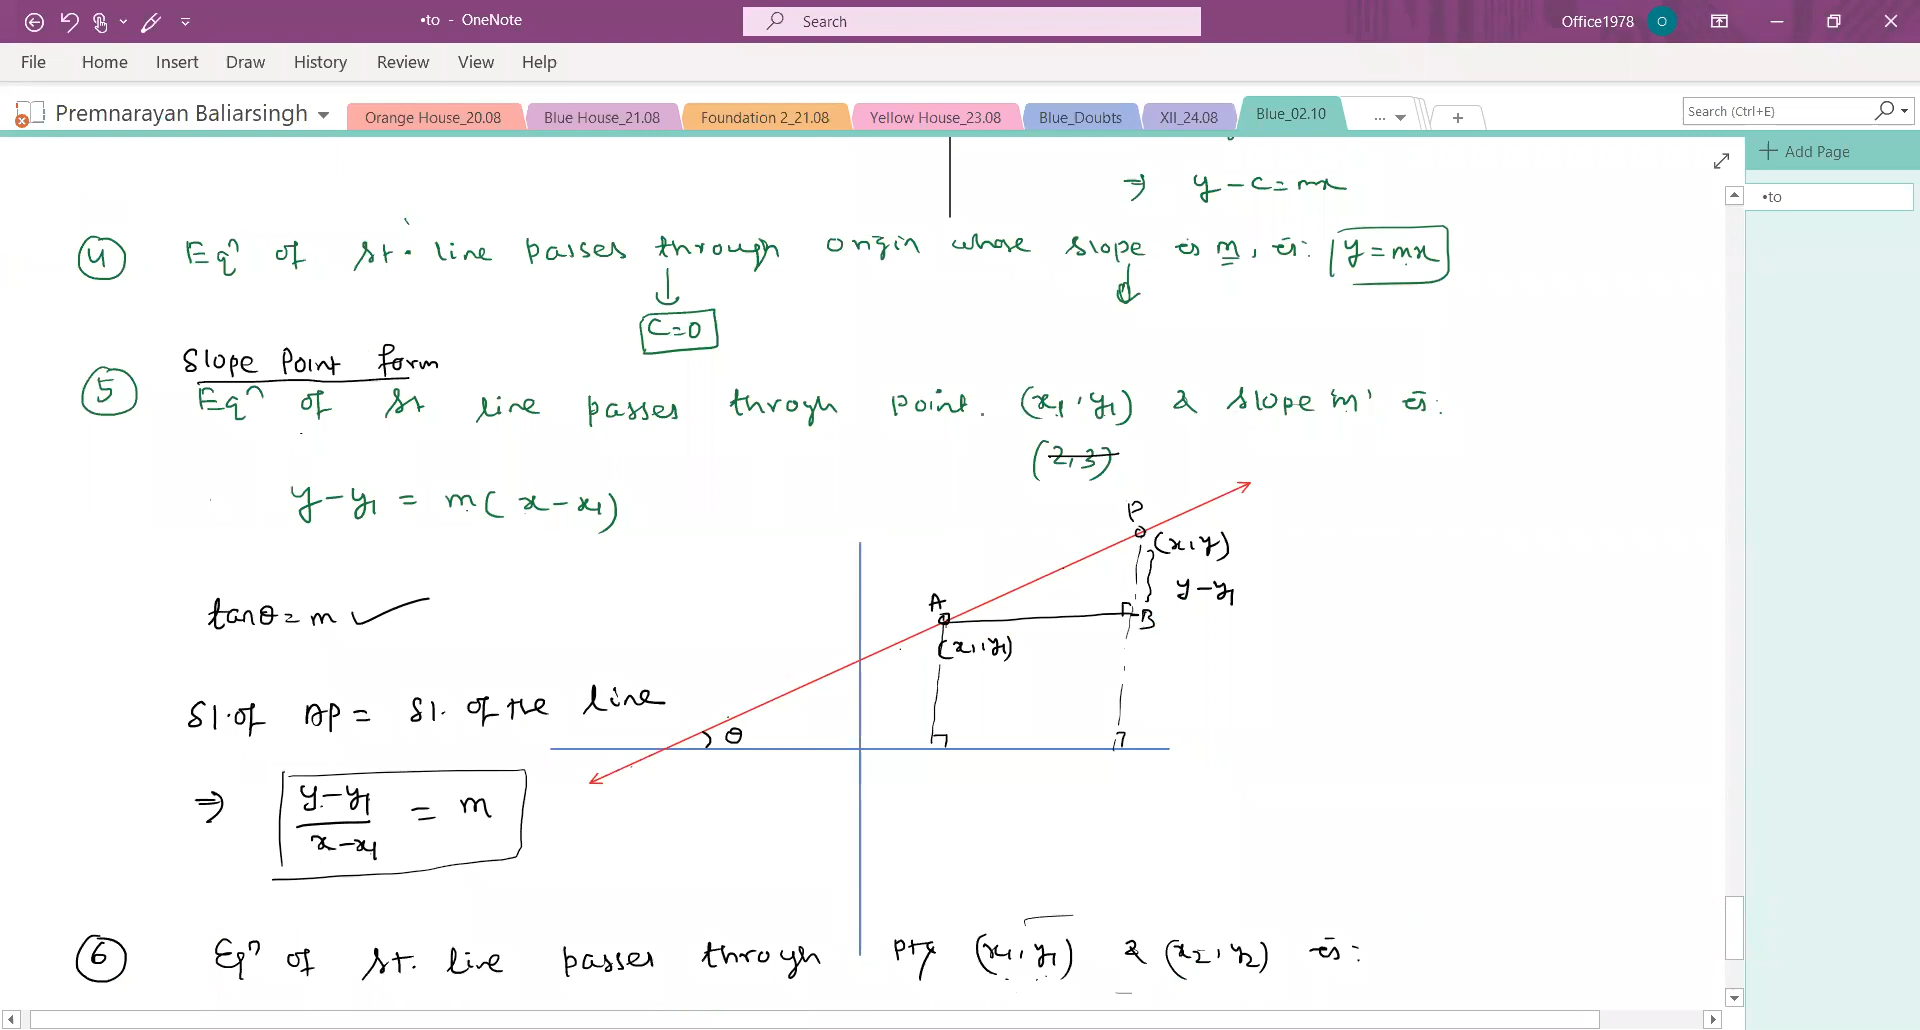 •to - OneNote
Search
Office1978
O
File Home Insert Draw History Review View Help
Premnarayan Baliarsingh
Orange House_20.08
Blue House_21.08
Foundation 2_21.08
Yellow House_23.08
Blue_Doubts
XII_24.08
Blue_02.10
...
+
Search (Ctrl+E)
+ Add Page
•to
⇒ y - c = mx
4 Eqⁿ of st. line passes through origin whose slope is m, is: y = mx
↓
C=0
Slope Point form
5 Eqⁿ of st line passes throgh point. (x₁, y₁) & slope 'm' is:
(2,3)
y - y₁ = m( x - x₁)
P
(x, y)
y - y₁
A
B
(x₁, y₁)
tanθ = m ✓
Sl. of AP = Sl. of the line
θ
⇒ y - y₁ / x - x₁ = m
6 Eqⁿ of st. line passes through pts (x₁, y₁) & (x₂, y₂) is: